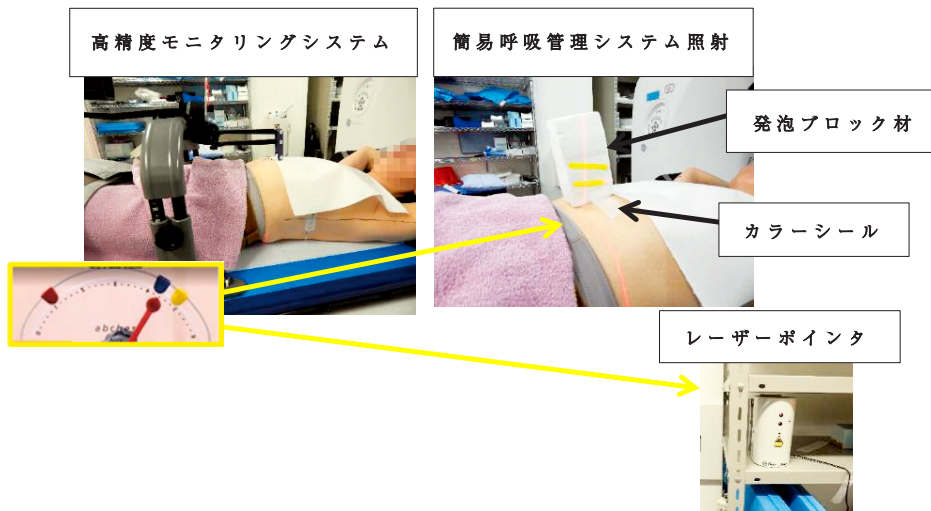 高精度モニタリングシステム
簡易呼吸管理システム照射
発泡ブロック材
カラーシール
abches
レーザーポインタ